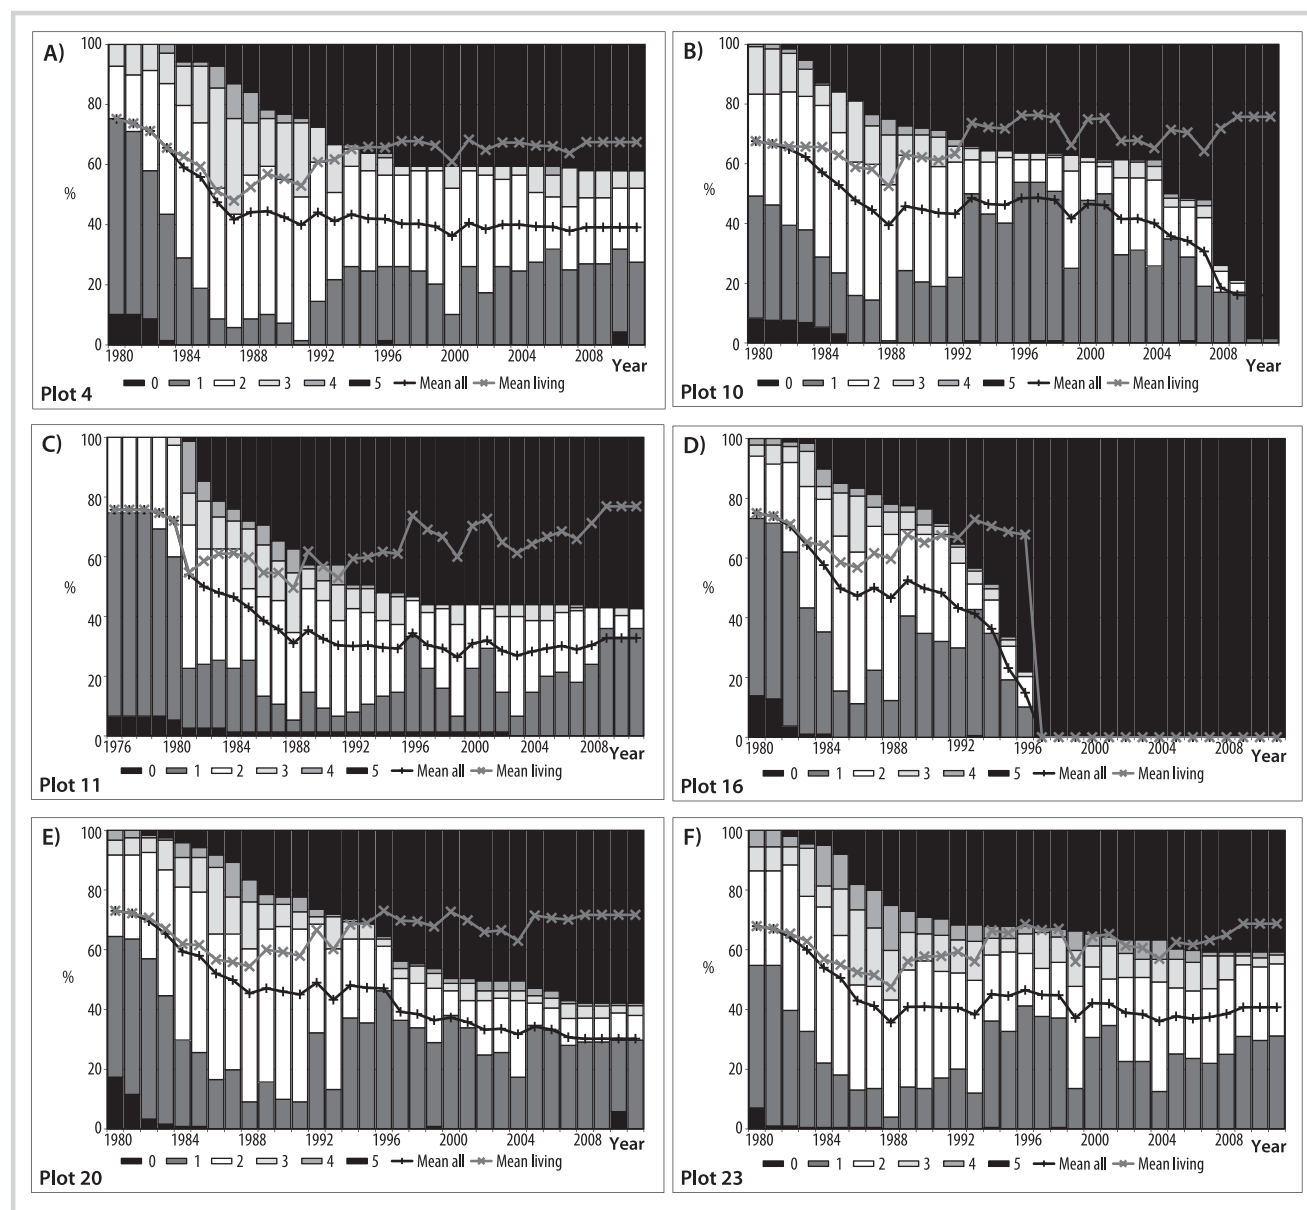 A)
100
80
60
%
40
20
0
1980 1984 1988 1992 1996 2000 2004 2008 Year
0 1 2 3 4 5 Mean all Mean living
Plot 4
B)
100
80
60
%
40
20
0
1980 1984 1988 1992 1996 2000 2004 2008 Year
0 1 2 3 4 5 Mean all Mean living
Plot 10
C)
100
80
60
%
40
20
0
1976 1980 1984 1988 1992 1996 2000 2004 2008 Year
0 1 2 3 4 5 Mean all Mean living
Plot 11
D)
100
80
60
%
40
20
0
1980 1984 1988 1992 1996 2000 2004 2008 Year
0 1 2 3 4 5 Mean all Mean living
Plot 16
E)
100
80
60
%
40
20
0
1980 1984 1988 1992 1996 2000 2004 2008 Year
0 1 2 3 4 5 Mean all Mean living
Plot 20
F)
100
80
60
%
40
20
0
1980 1984 1988 1992 1996 2000 2004 2008 Year
0 1 2 3 4 5 Mean all Mean living
Plot 23